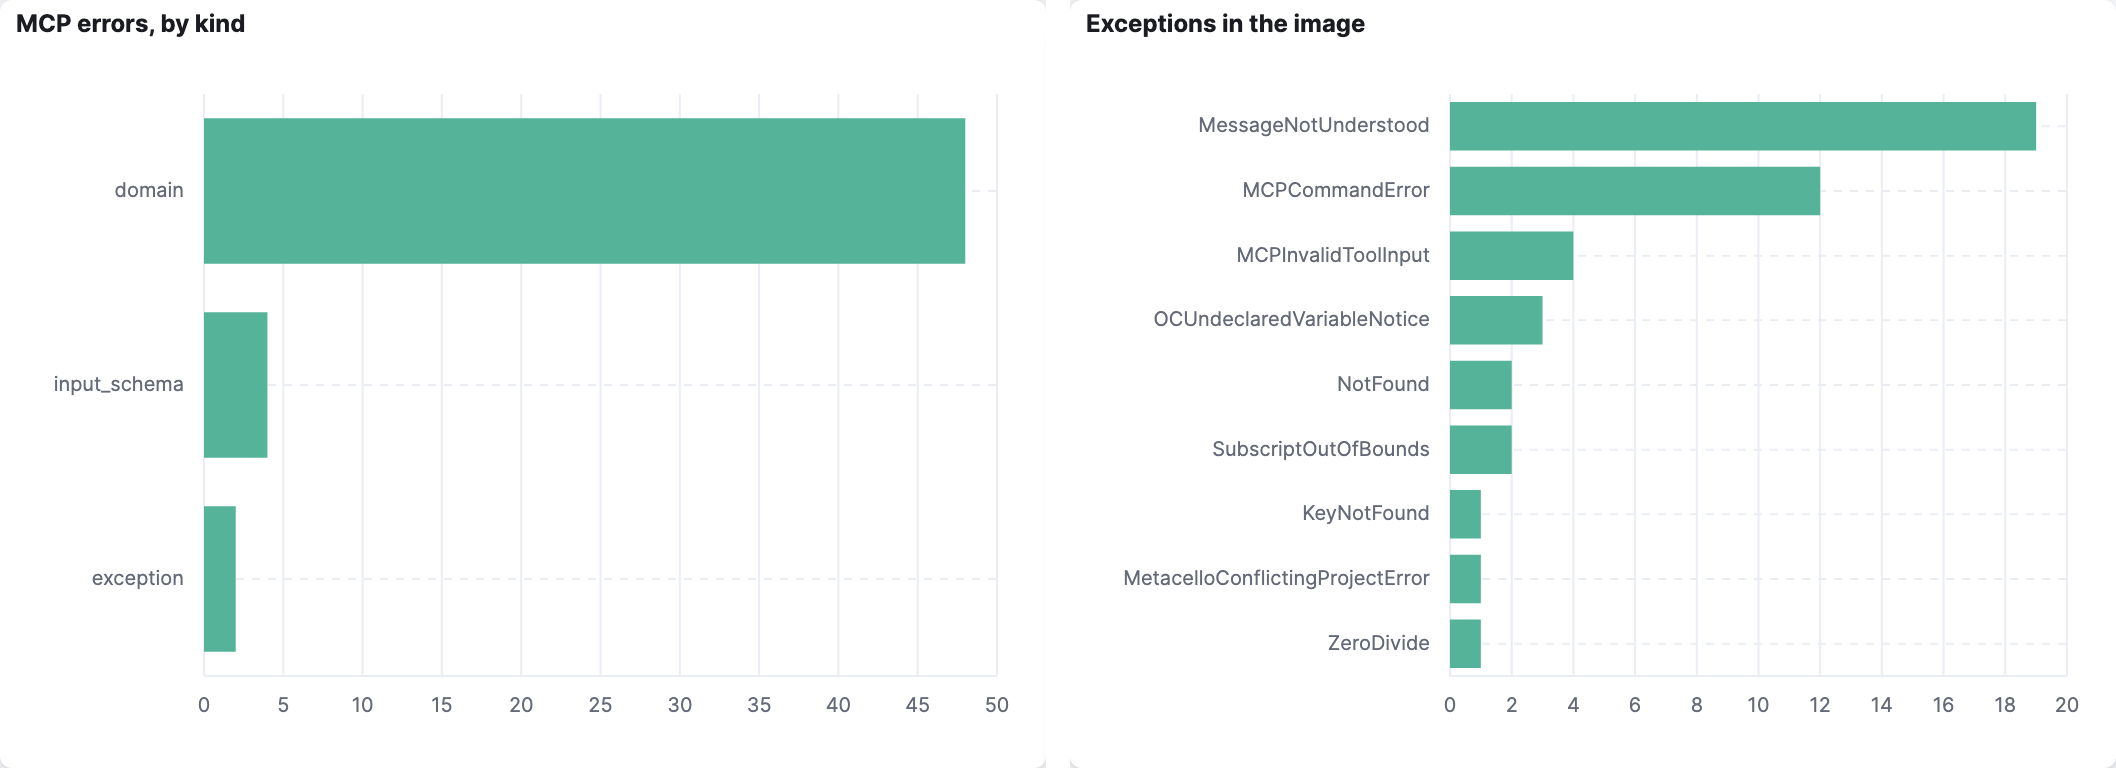 MCP errors, by kind
domain
input_schema
exception
0 5 10 15 20 25 30 35 40 45 50
Exceptions in the image
MessageNotUnderstood
MCPCommandError
MCPInvalidToolInput
OCUndeclaredVariableNotice
NotFound
SubscriptOutOfBounds
KeyNotFound
MetacelloConflictingProjectError
ZeroDivide
0 2 4 6 8 10 12 14 16 18 20